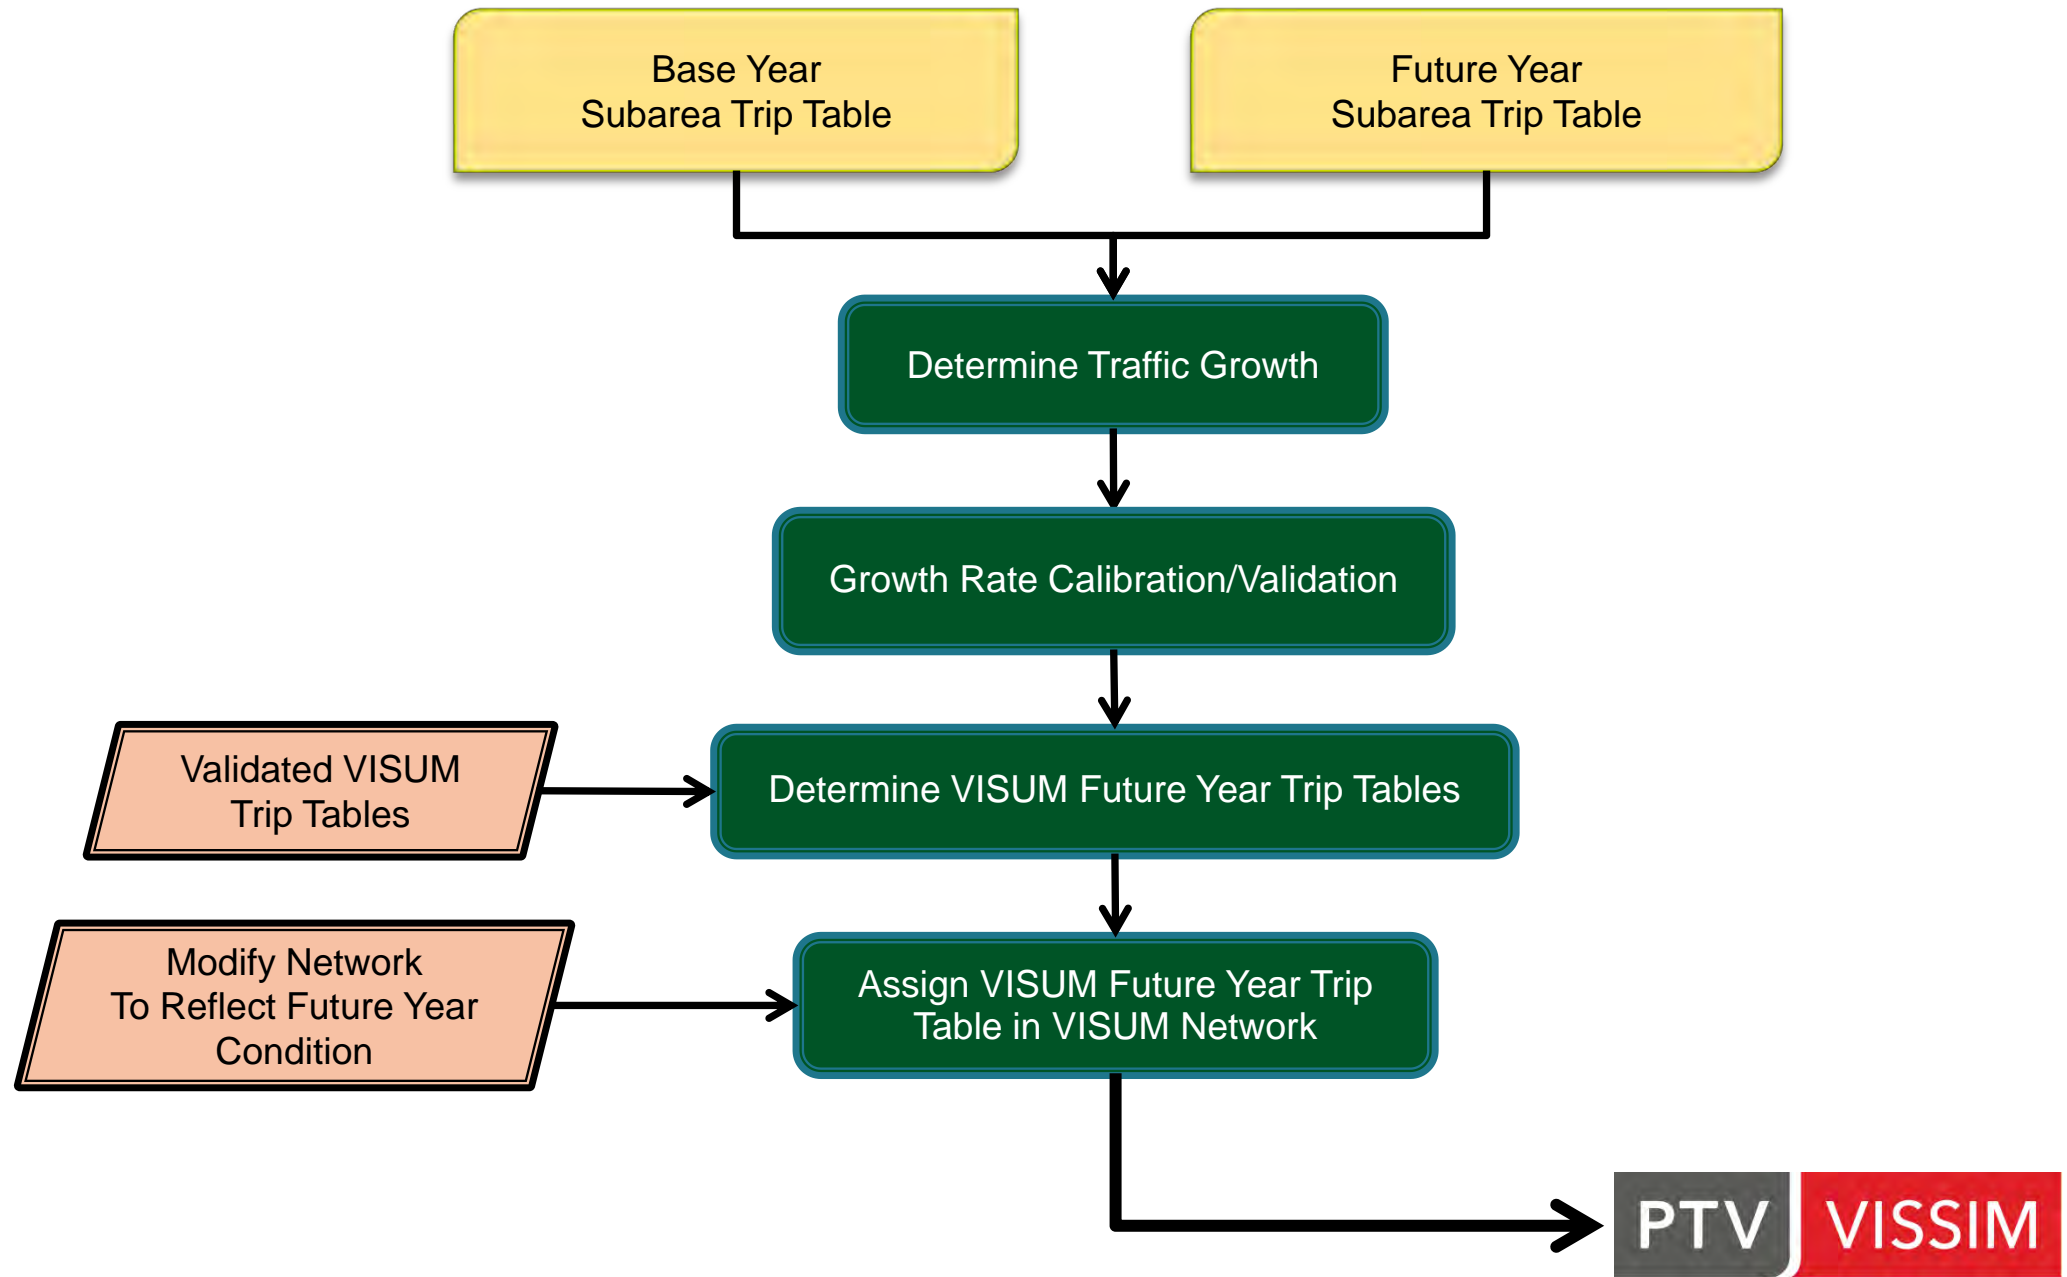 Base Year
Subarea Trip Table
Future Year
Subarea Trip Table
Determine Traffic Growth
Growth Rate Calibration/Validation
Validated VISUM
Trip Tables
Determine VISUM Future Year Trip Tables
Modify Network
To Reflect Future Year
Condition
Assign VISUM Future Year Trip
Table in VISUM Network
PTV VISSIM